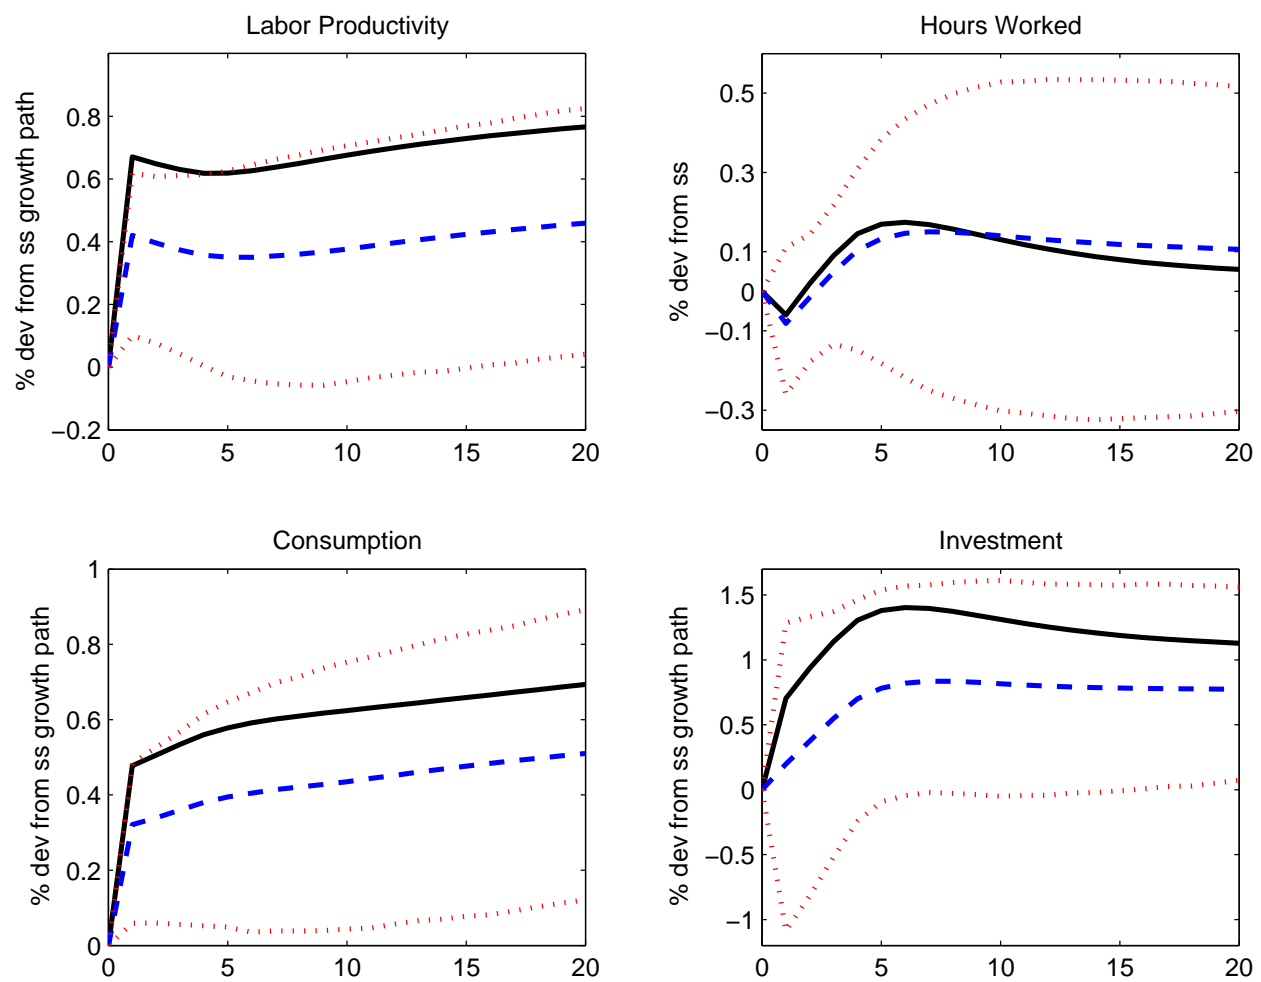 Labor Productivity
% dev from ss growth path
0.8
0.6
0.4
0.2
0
−0.2
0 5 10 15 20
Hours Worked
% dev from ss
0.5
0.3
0.1
0
−0.1
−0.3
0 5 10 15 20
Consumption
% dev from ss growth path
1
0.8
0.6
0.4
0.2
0
0 5 10 15 20
Investment
% dev from ss growth path
1.5
1
0.5
0
−0.5
−1
0 5 10 15 20